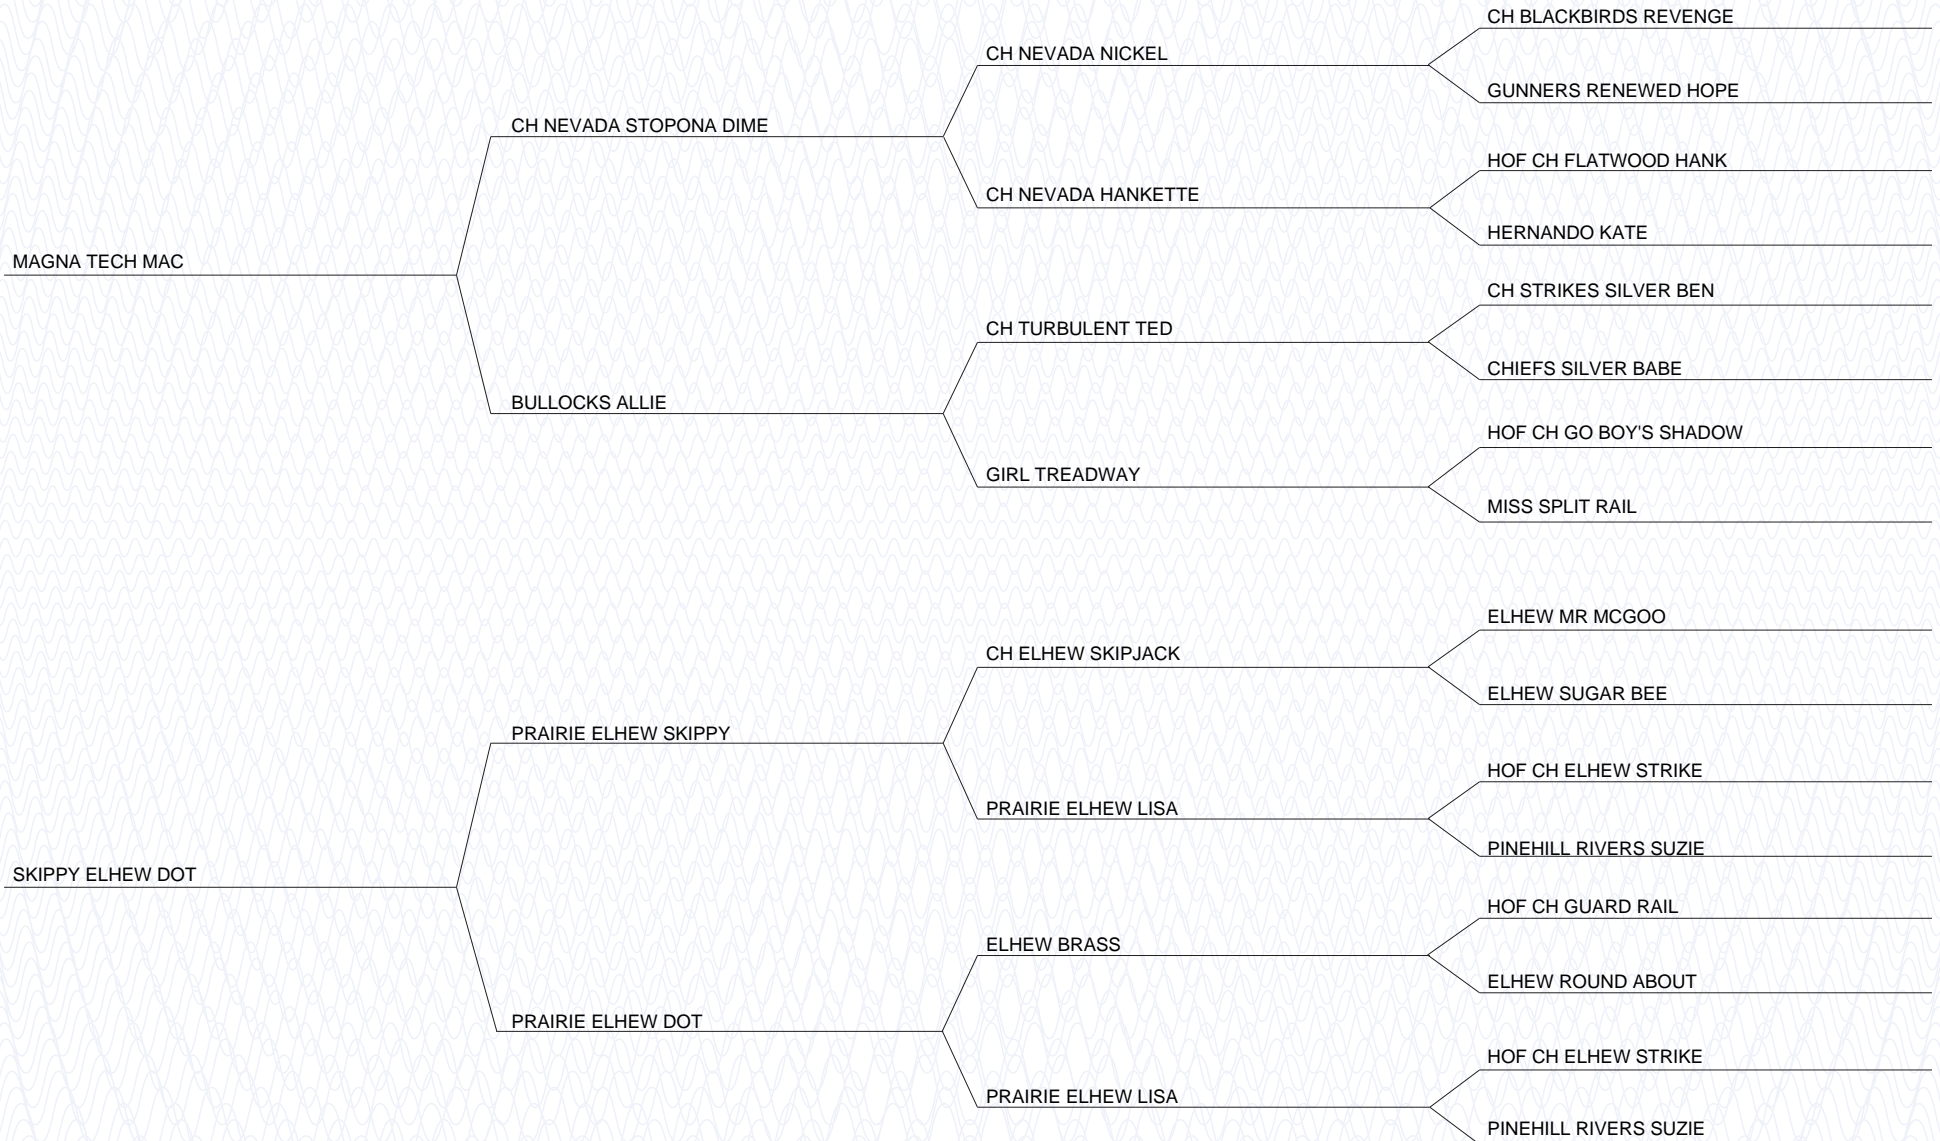 CH BLACKBIRDS REVENGE
CH NEVADA NICKEL
GUNNERS RENEWED HOPE
CH NEVADA STOPONA DIME
HOF CH FLATWOOD HANK
CH NEVADA HANKETTE
HERNANDO KATE
MAGNA TECH MAC
CH STRIKES SILVER BEN
CH TURBULENT TED
CHIEFS SILVER BABE
BULLOCKS ALLIE
HOF CH GO BOY'S SHADOW
GIRL TREADWAY
MISS SPLIT RAIL
ELHEW MR MCGOO
CH ELHEW SKIPJACK
ELHEW SUGAR BEE
PRAIRIE ELHEW SKIPPY
HOF CH ELHEW STRIKE
PRAIRIE ELHEW LISA
PINEHILL RIVERS SUZIE
SKIPPY ELHEW DOT
HOF CH GUARD RAIL
ELHEW BRASS
ELHEW ROUND ABOUT
PRAIRIE ELHEW DOT
HOF CH ELHEW STRIKE
PRAIRIE ELHEW LISA
PINEHILL RIVERS SUZIE